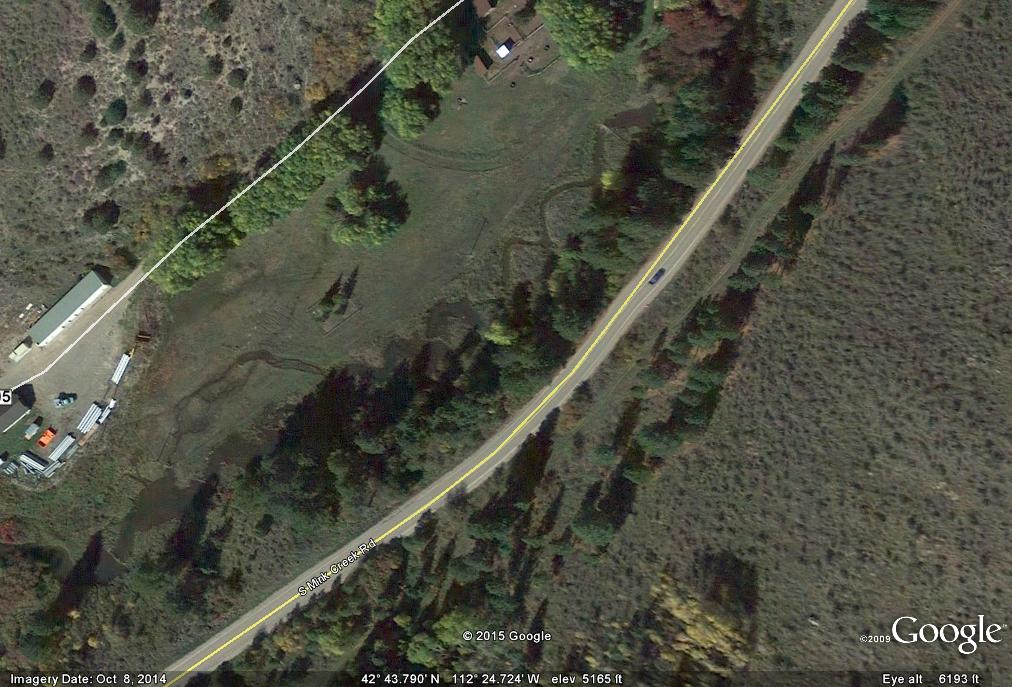 95
S Mink Creek Rd
© 2015 Google
©2009 Google
Imagery Date: Oct 8, 2014 42° 43.790' N 112° 24.724' W elev 5165 ft Eye alt 6193 ft